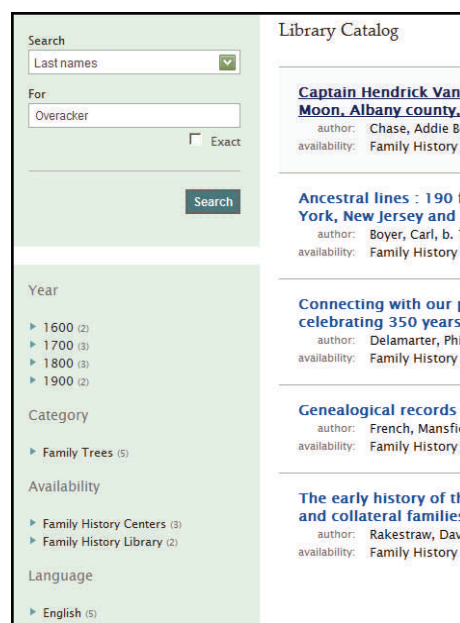 Search
Last names
For
Overacker
Exact
Search
Year
1600 (2)
1700 (3)
1800 (3)
1900 (2)
Category
Family Trees (5)
Availability
Family History Centers (3)
Family History Library (2)
Language
English (5)
Library Catalog
Captain Hendrick Van
Moon, Albany county,
author: Chase, Addie B
availability: Family History
Ancestral lines : 190
York, New Jersey and
author: Boyer, Carl, b.
availability: Family History
Connecting with our
celebrating 350 years
author: Delamarter, Phi
availability: Family History
Genealogical records
author: French, Mansfi
availability: Family History
The early history of
and collateral families
author: Rakestraw, Dav
availability: Family History